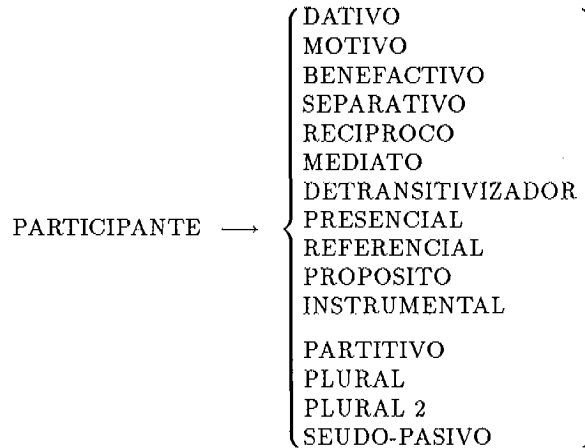 DATIVO
MOTIVO
BENEFACTIVO
SEPARATIVO
RECIPROCO
MEDIATO
DETRANSITIVIZADOR
PARTICIPANTE ⟶ PRESENCIAL
REFERENCIAL
PROPOSITO
INSTRUMENTAL
PARTITIVO
PLURAL
PLURAL 2
SEUDO-PASIVO